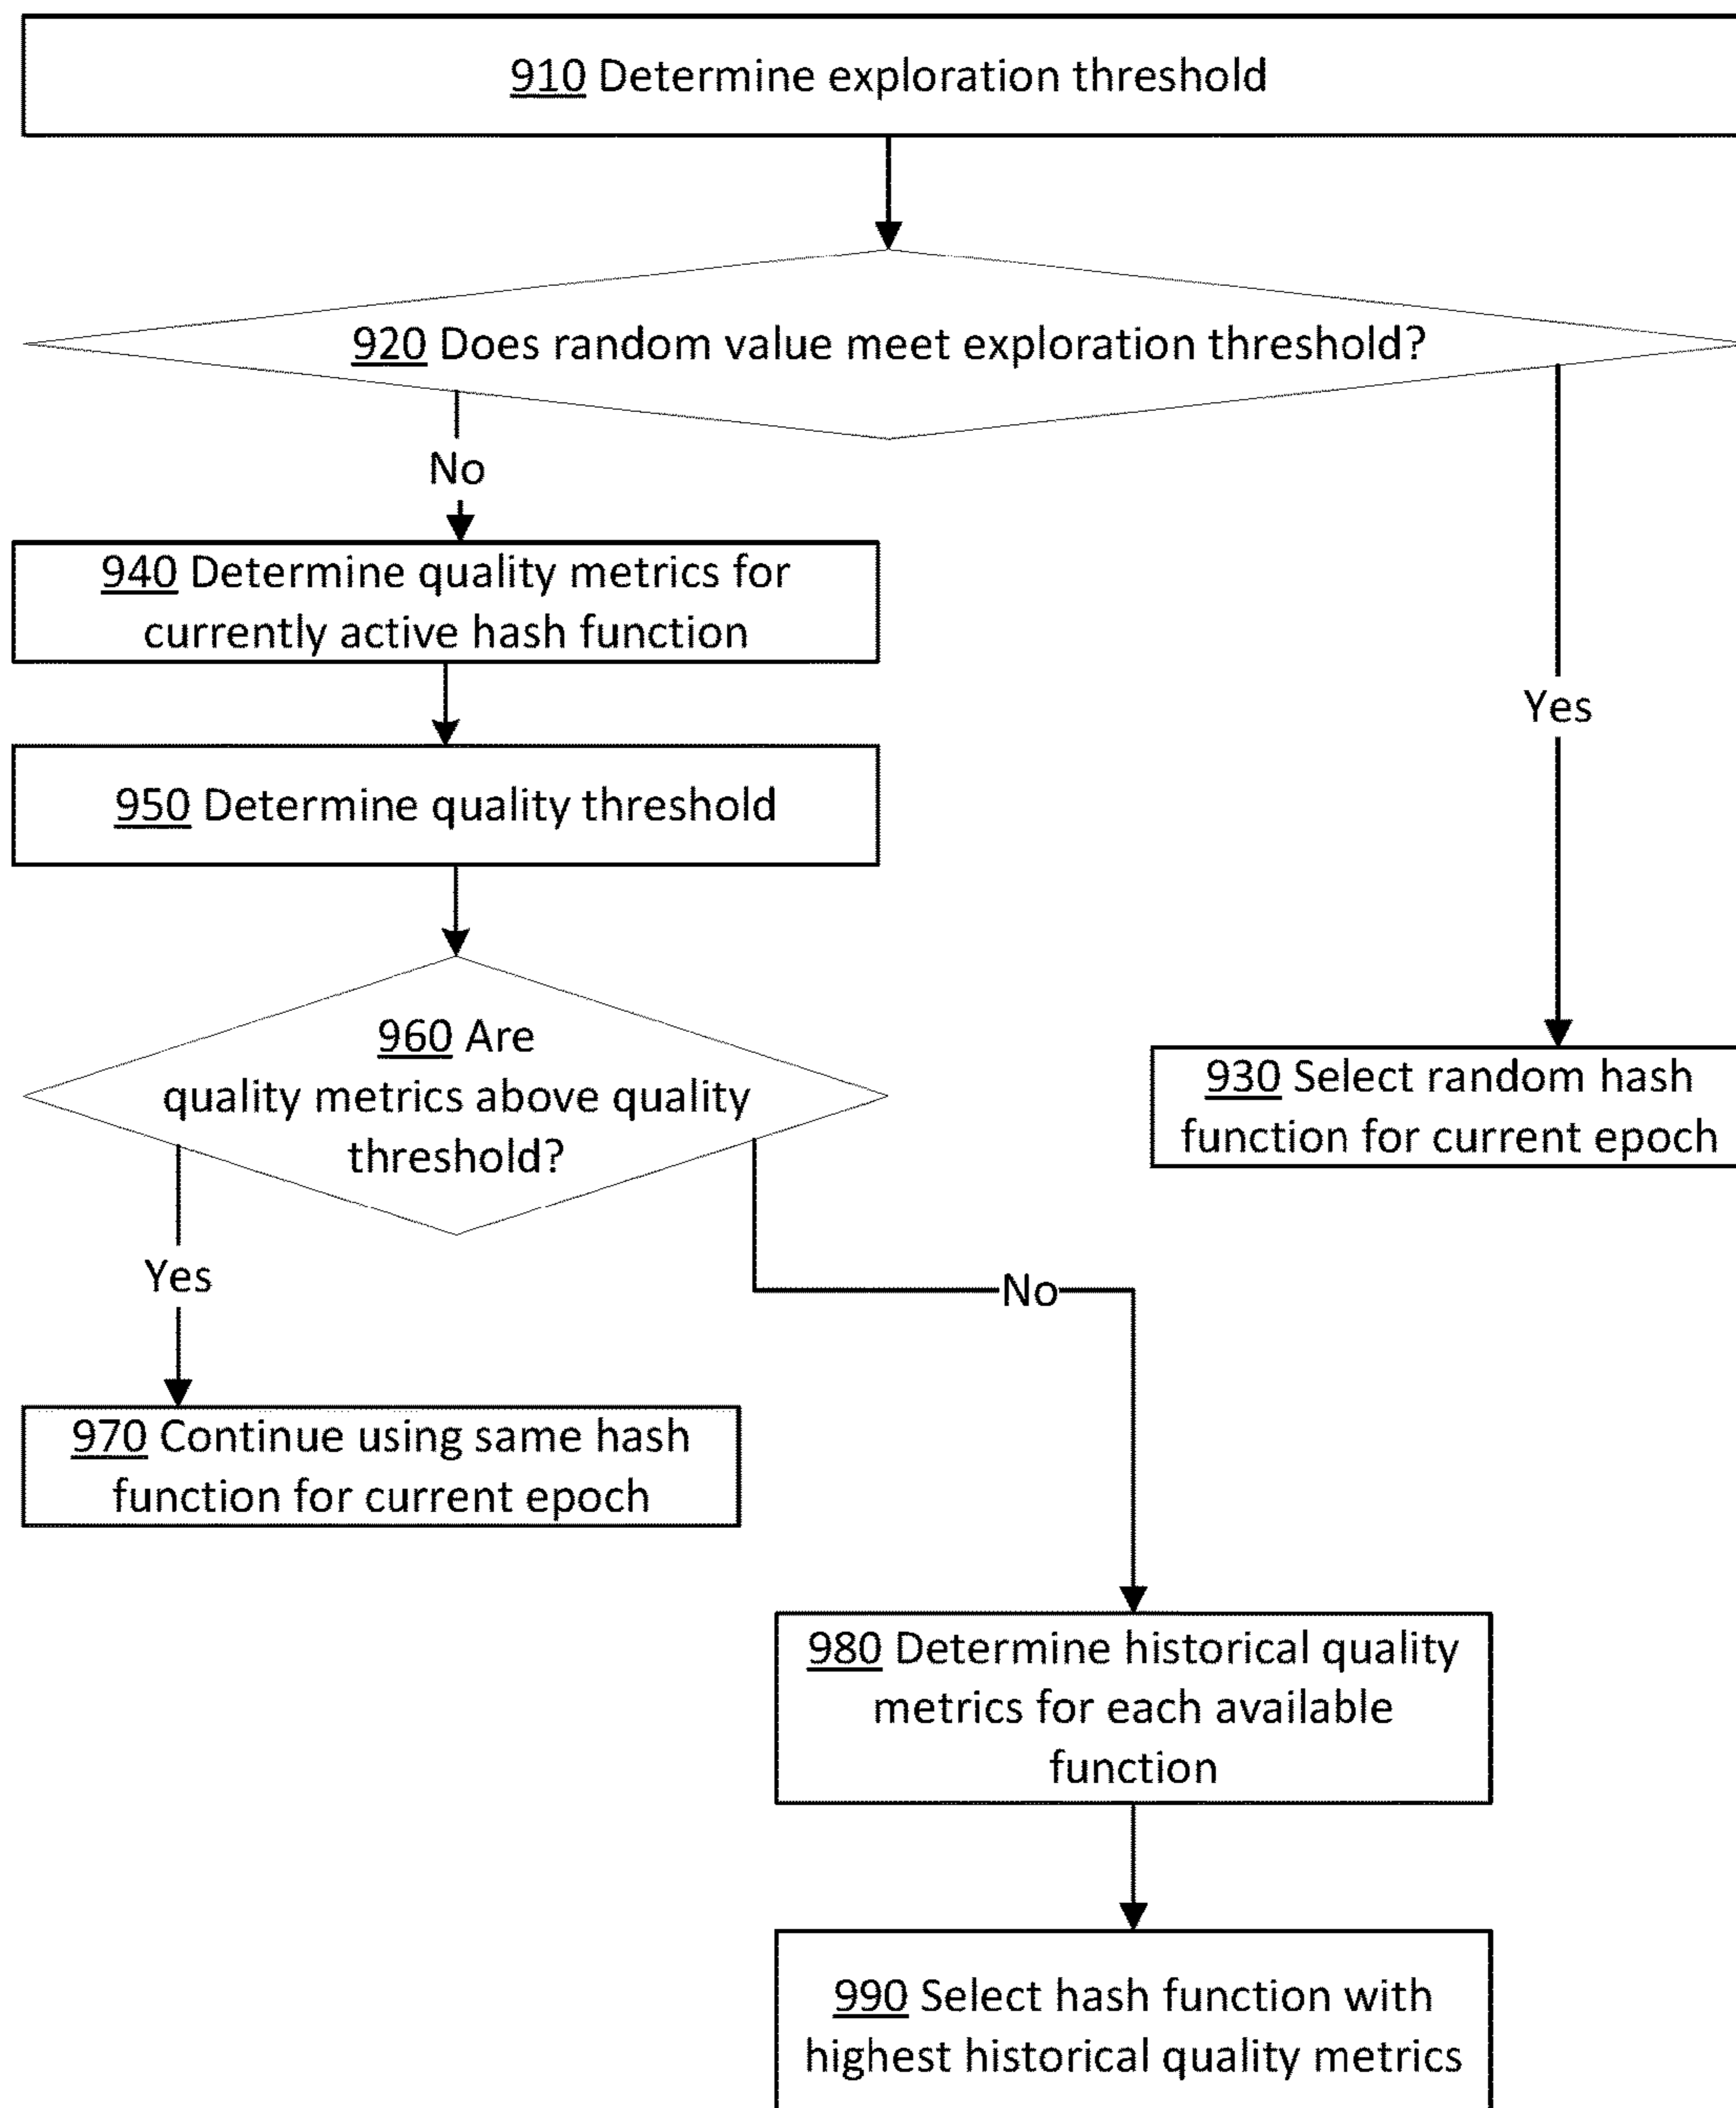 910 Determine exploration threshold
920 Does random value meet exploration threshold?
No
940 Determine quality metrics for
currently active hash function
950 Determine quality threshold
Yes
960 Are
quality metrics above quality
threshold?
930 Select random hash
function for current epoch
Yes
No
970 Continue using same hash
function for current epoch
980 Determine historical quality
metrics for each available
function
990 Select hash function with
highest historical quality metrics